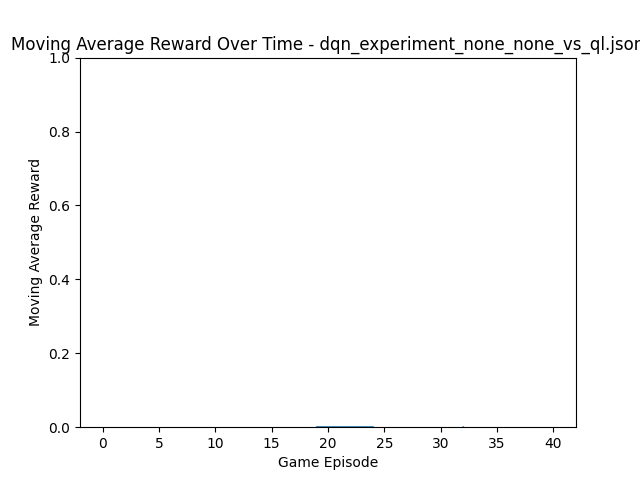 Moving Average Reward Over Time - dqn_experiment_none_none_vs_ql.json
1.0
0.8
0.6
0.4
0.2
0.0
Moving Average Reward
0 5 10 15 20 25 30 35 40
Game Episode